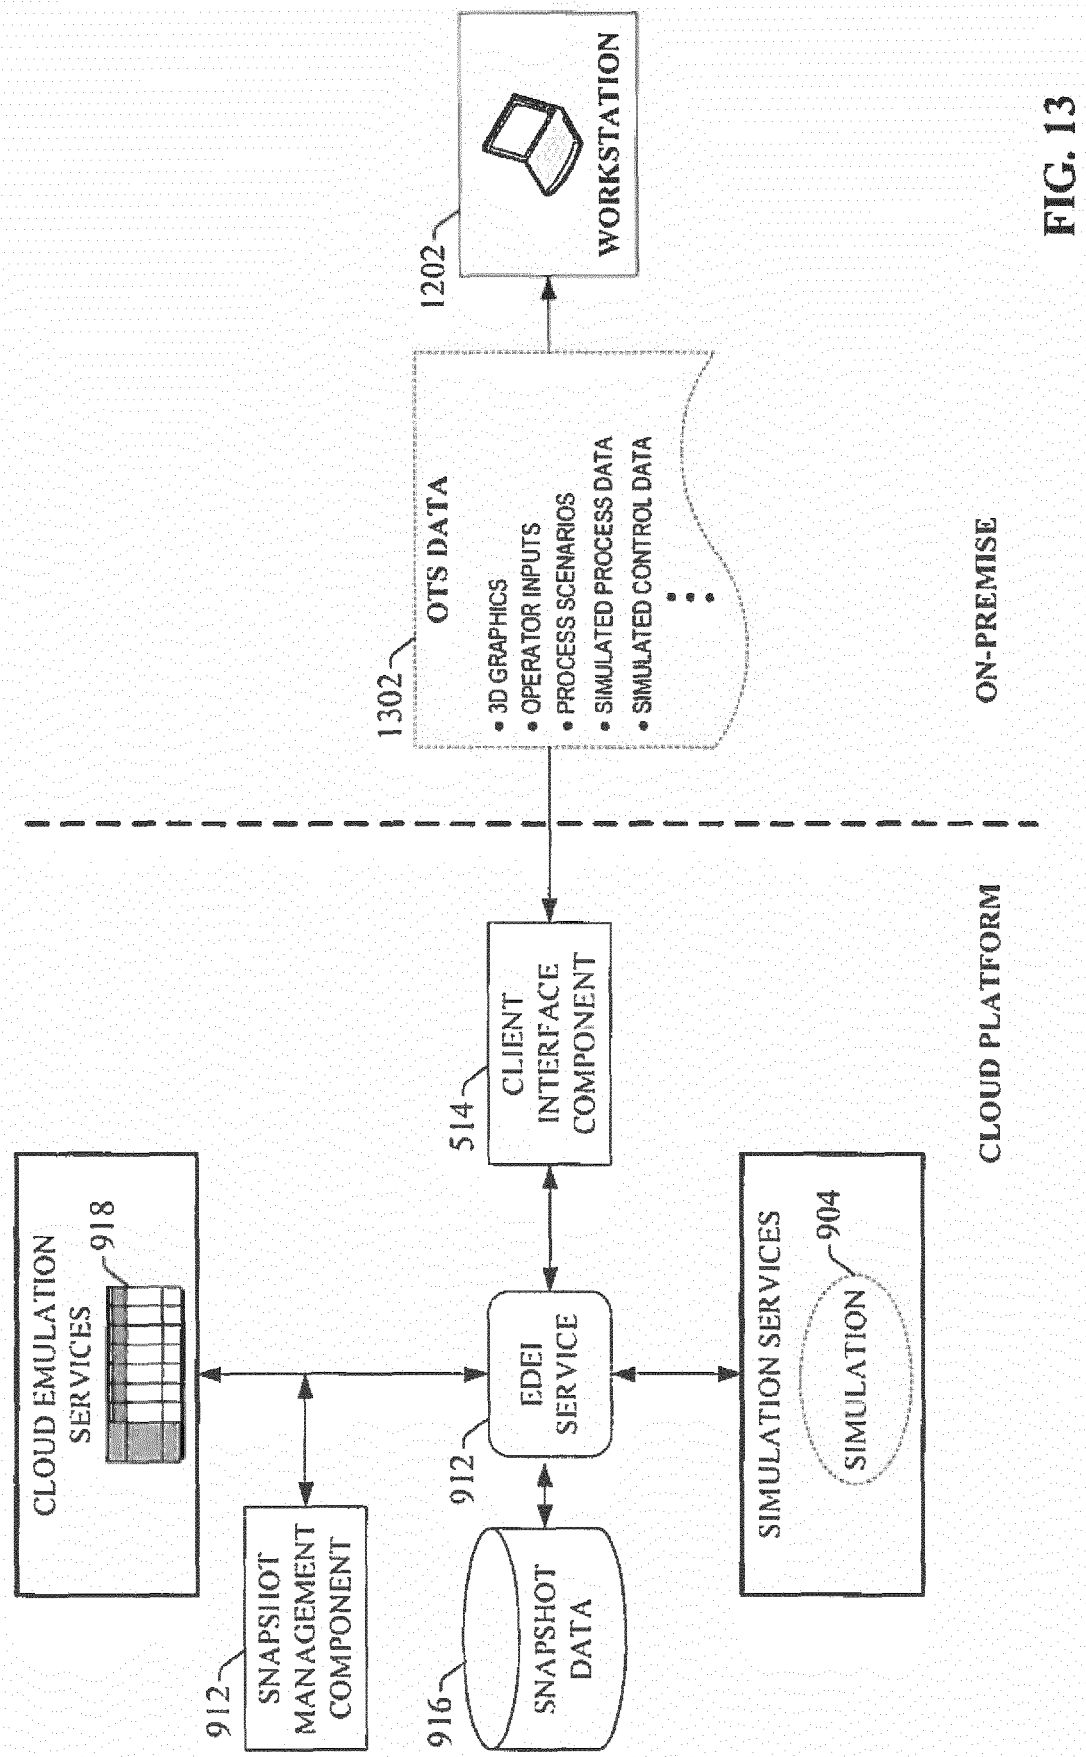 CLOUD EMULATION
SERVICES
918
912
SNAPSHOT
MANAGEMENT
COMPONENT
916
SNAPSHOT
DATA
912
EDEI
SERVICE
514
CLIENT
INTERFACE
COMPONENT
1302
OTS DATA
• 3D GRAPHICS
• OPERATOR INPUTS
• PROCESS SCENARIOS
• SIMULATED PROCESS DATA
• SIMULATED CONTROL DATA
1202
WORKSTATION
SIMULATION SERVICES
904
SIMULATION
CLOUD PLATFORM
ON-PREMISE
FIG. 13